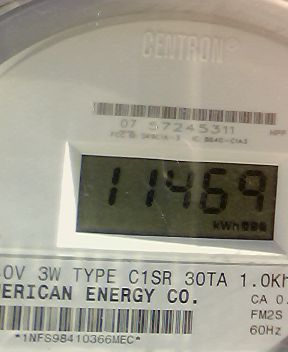 CENTRON
07 57245311
11469
kWh
0V 3W TYPE C1SR 30TA 1.0Kh
ERICAN ENERGY CO.
CA 0.
FM2S
60Hz
*1NFS98410366MEC*